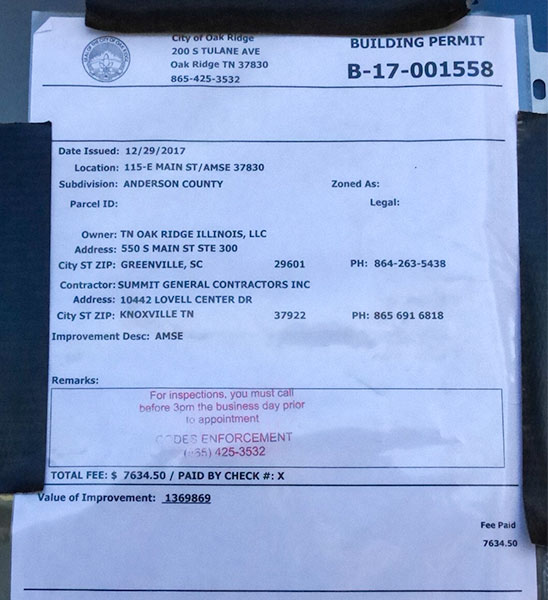 City of Oak Ridge
200 S TULANE AVE
Oak Ridge TN 37830
865-425-3532
BUILDING PERMIT
B-17-001558
Date Issued: 12/29/2017
Location: 115-E MAIN ST/AMSE 37830
Subdivision: ANDERSON COUNTY Zoned As:
Parcel ID: Legal:
Owner: TN OAK RIDGE ILLINOIS, LLC
Address: 550 S MAIN ST STE 300
City ST ZIP: GREENVILLE, SC 29601 PH: 864-263-5438
Contractor: SUMMIT GENERAL CONTRACTORS INC
Address: 10442 LOVELL CENTER DR
City ST ZIP: KNOXVILLE TN 37922 PH: 865 691 6818
Improvement Desc: AMSE
Remarks:
For inspections, you must call
before 3pm the business day prior
to appointment
CODES ENFORCEMENT
(865) 425-3532
TOTAL FEE: $ 7634.50 / PAID BY CHECK #: X
Value of Improvement: 1369869
Fee Paid
7634.50